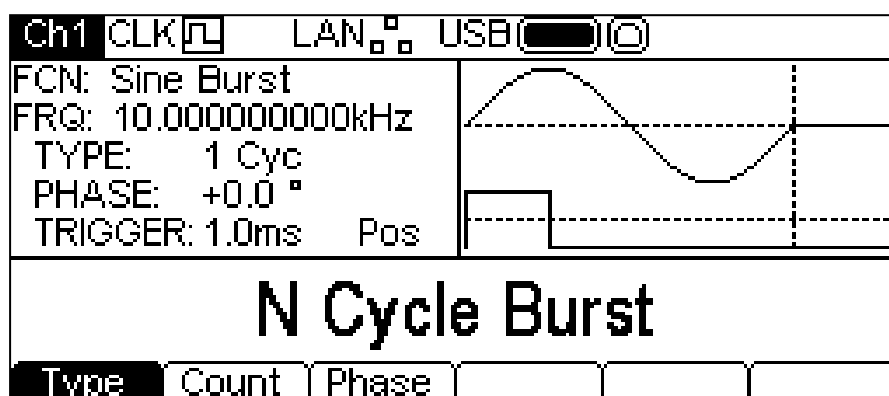 Ch1 CLK LAN USB
FCN: Sine Burst
FRQ: 10.000000000kHz
TYPE: 1 Cyc
PHASE: +0.0 °
TRIGGER: 1.0ms Pos
N Cycle Burst
Type Count Phase